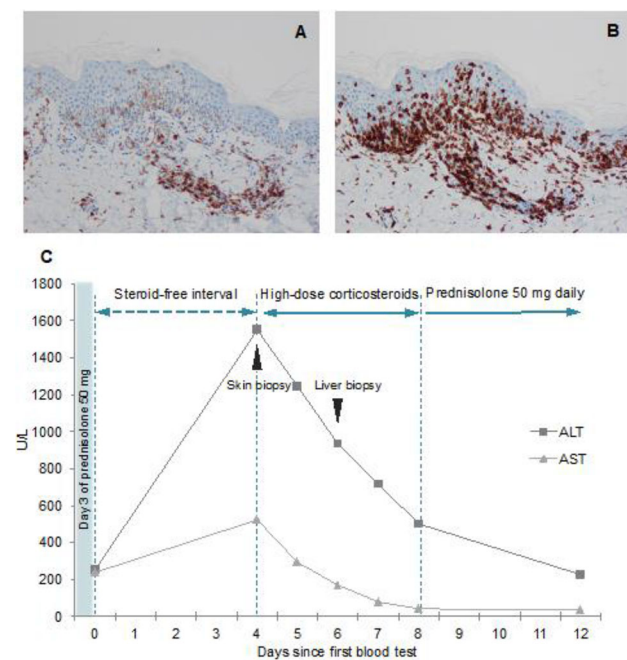 A
B
C
1800
1600
1400
1200
1000
800
600
400
200
0
U/L
Day 3 of prednisolone 50 mg
Steroid-free interval
High-dose corticosteroids
Prednisolone 50 mg daily
Skin biopsy
Liver biopsy
ALT
AST
0 1 2 3 4 5 6 7 8 9 10 11 12
Days since first blood test